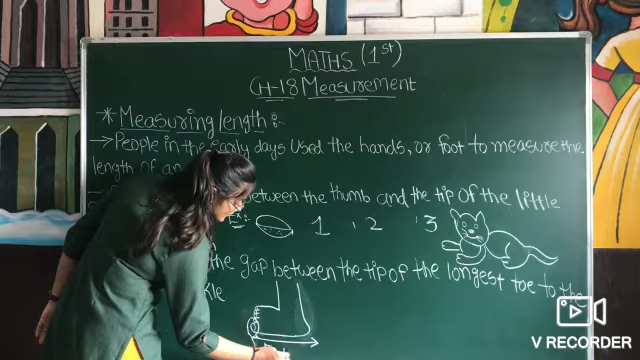 MATHS (1st)
CH-18 Measurement
* Measuring length :-
→ People in the early days used the hands, or foot to measure the
length of an
between the thumb and the tip of the little
1 , 2 , 3
the gap between the tip of the longest toe to the
V RECORDER